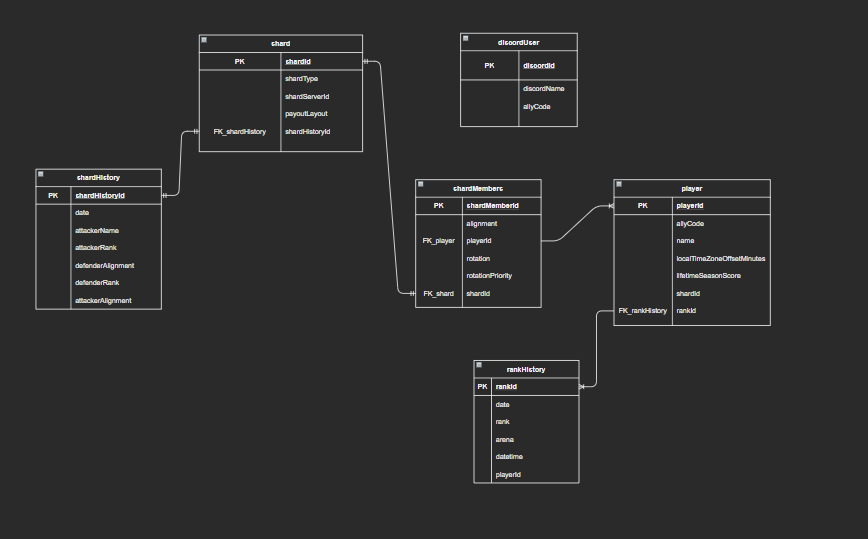 shard
PK shardId
shardType
shardServerId
payoutLayout
FK_shardHistory shardHistoryId
discordUser
PK discordId
discordName
allyCode
shardHistory
PK shardHistoryId
date
attackerName
attackerRank
defenderAlignment
defenderRank
attackerAlignment
shardMembers
PK shardMemberId
alignment
FK_player playerId
rotation
rotationPriority
FK_shard shardId
player
PK playerId
allyCode
name
localTimeZoneOffsetMinutes
lifetimeSeasonScore
shardId
FK_rankHistory rankId
rankHistory
PK rankId
date
rank
arena
datetime
playerId